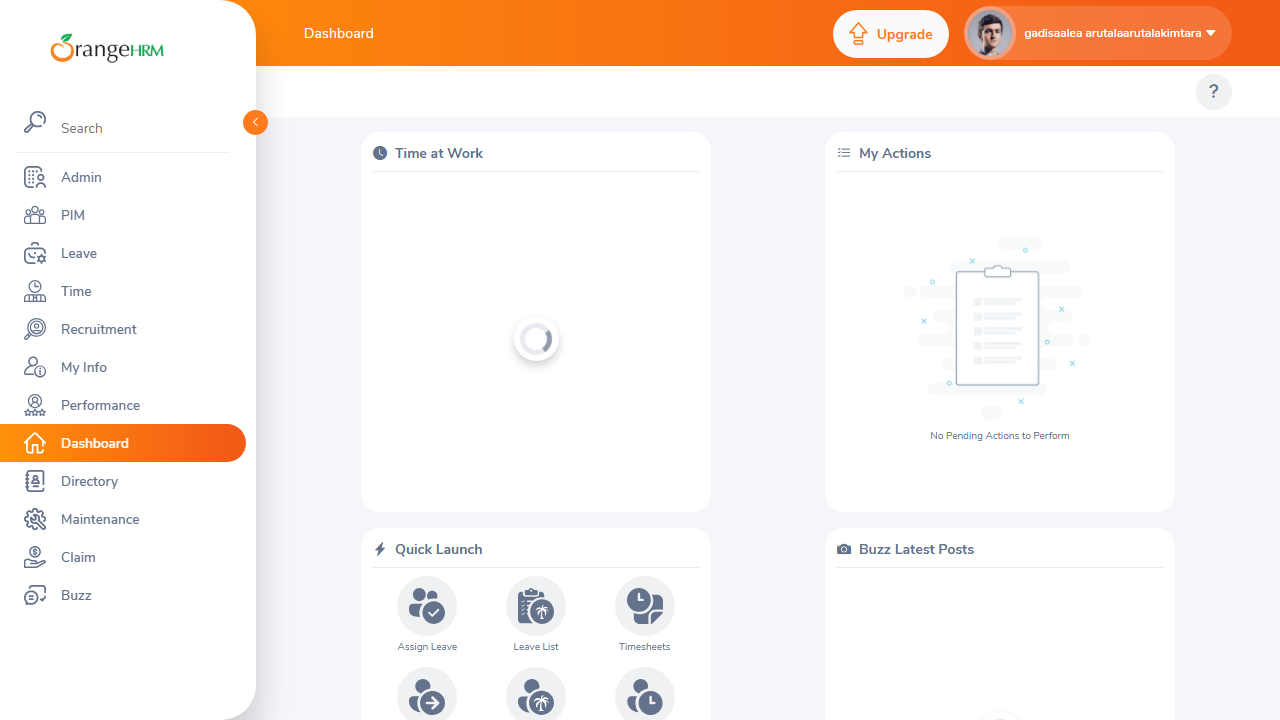 OrangeHRM
Dashboard
Upgrade
gadisaalea arutalaarutalakimtara
?
Search
Admin
PIM
Leave
Time
Recruitment
My Info
Performance
Dashboard
Directory
Maintenance
Claim
Buzz
Time at Work
My Actions
No Pending Actions to Perform
Quick Launch
Assign Leave
Leave List
Timesheets
Buzz Latest Posts